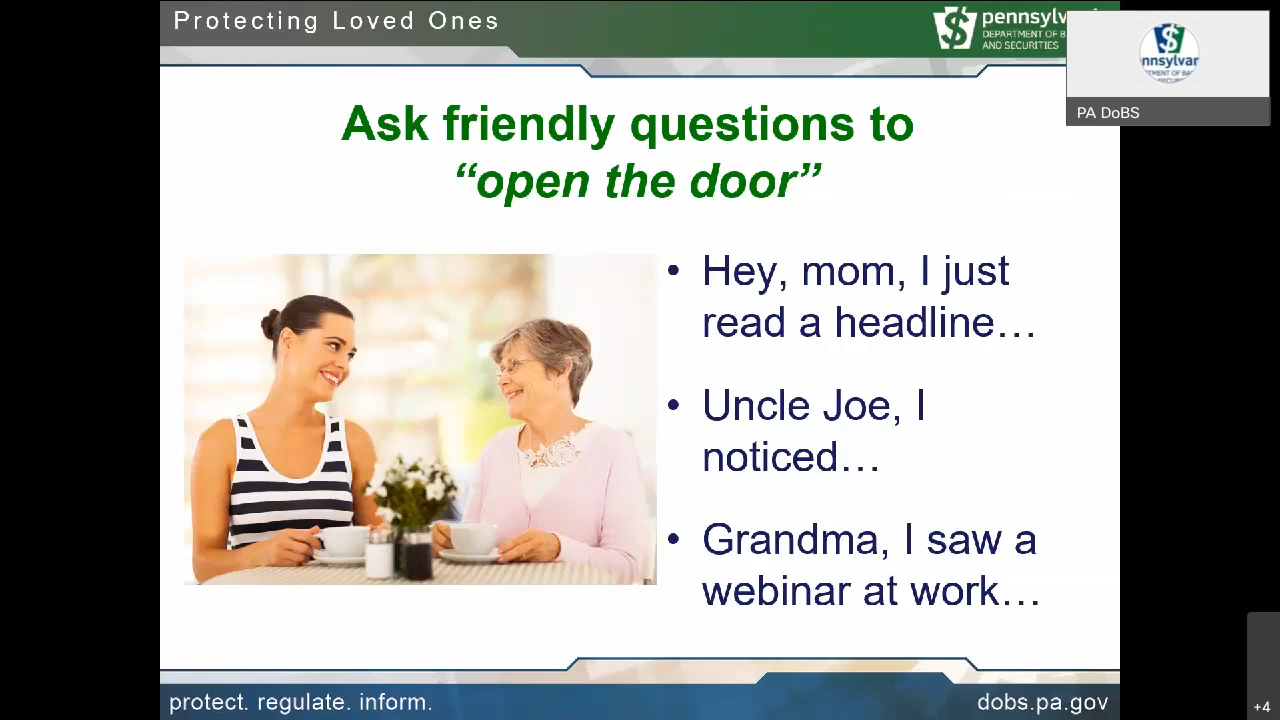 Protecting Loved Ones
DEPARTMENT OF B
AND SECURITIES
PA DoBS
Ask friendly questions to
“open the door”
• Hey, mom, I just
read a headline…
• Uncle Joe, I
noticed…
• Grandma, I saw a
webinar at work…
protect. regulate. inform.
dobs.pa.gov
+4